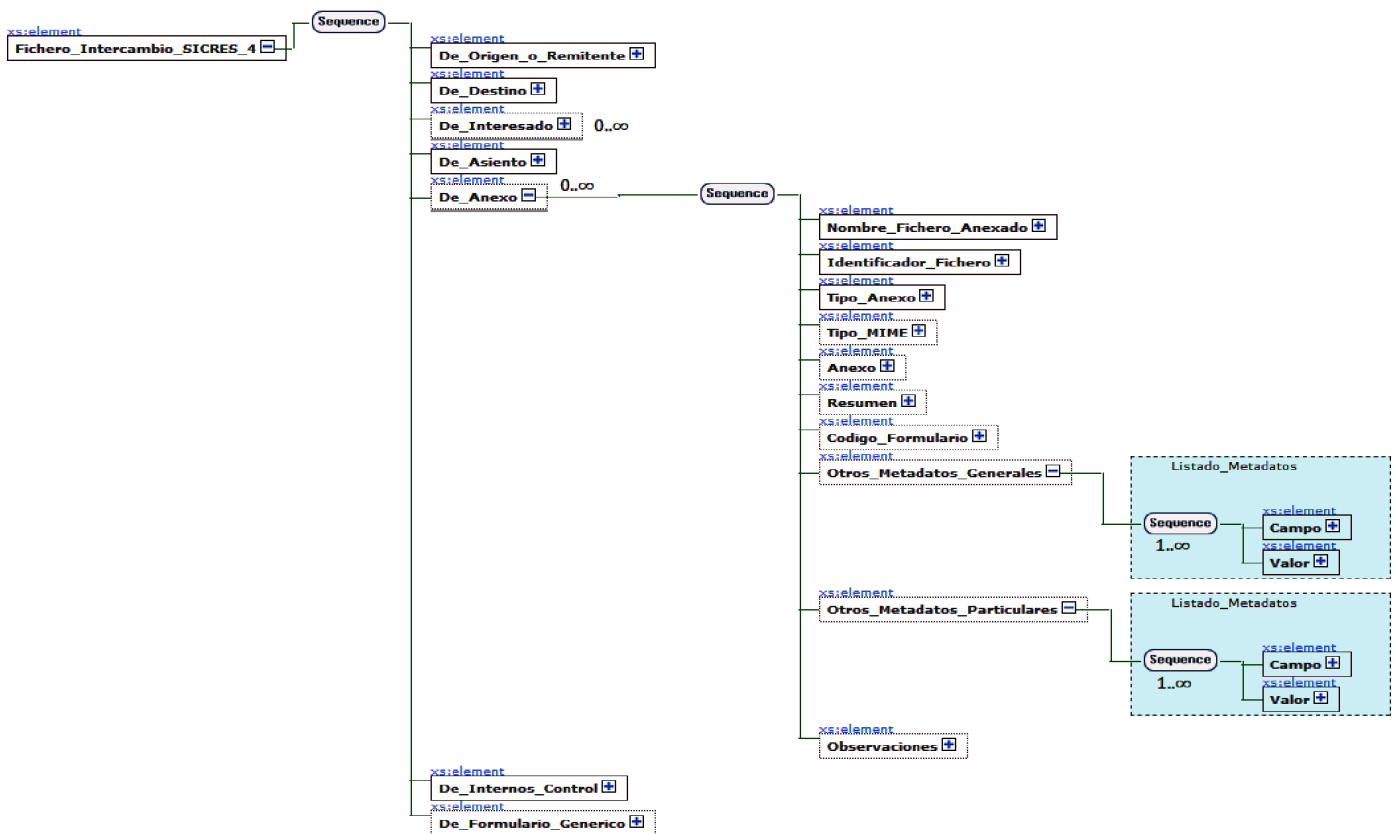 Sequence
xs:element
Fichero_Intercambio_SICRES_4
xs:element
De_Origen_o_Remitente
xs:element
De_Destino
xs:element
De_Interesado 0..∞
xs:element
De_Asiento
xs:element
De_Anexo 0..∞
Sequence
xs:element
Nombre_Fichero_Anexado
xs:element
Identificador_Fichero
xs:element
Tipo_Anexo
xs:element
Tipo_MIME
xs:element
Anexo
xs:element
Resumen
xs:element
Codigo_Formulario
xs:element
Otros_Metadatos_Generales
Listado_Metadatos
Sequence
1..∞
xs:element
Campo
xs:element
Valor
xs:element
Otros_Metadatos_Particulares
Listado_Metadatos
Sequence
1..∞
xs:element
Campo
xs:element
Valor
xs:element
Observaciones
xs:element
De_Internos_Control
xs:element
De_Formulario_Generico